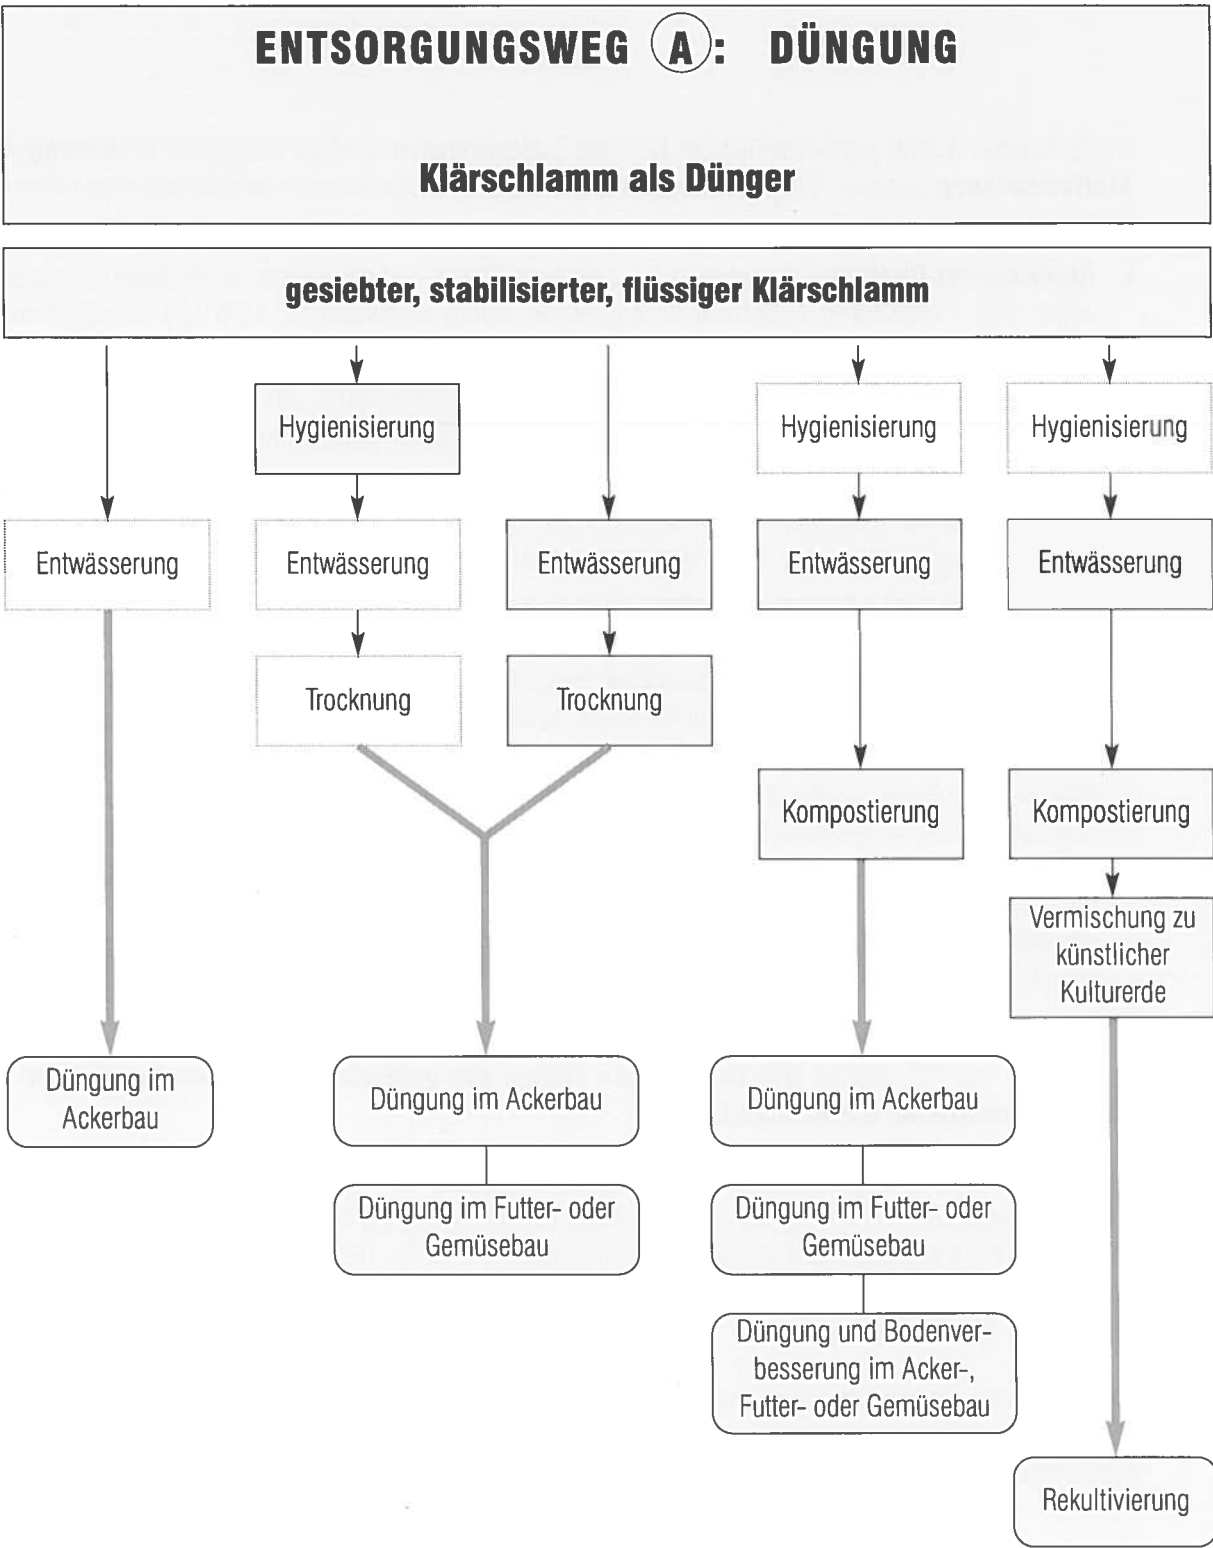 ENTSORGUNGSWEG A: DÜNGUNG
Klärschlamm als Dünger
gesiebter, stabilisierter, flüssiger Klärschlamm
Hygienisierung
Hygienisierung
Hygienisierung
Entwässerung
Entwässerung
Entwässerung
Entwässerung
Entwässerung
Trocknung
Trocknung
Kompostierung
Kompostierung
Vermischung zu
künstlicher
Kulturerde
Düngung im
Ackerbau
Düngung im Ackerbau
Düngung im Ackerbau
Düngung im Futter- oder
Gemüsebau
Düngung im Futter- oder
Gemüsebau
Düngung und Bodenver-
besserung im Acker-,
Futter- oder Gemüsebau
Rekultivierung